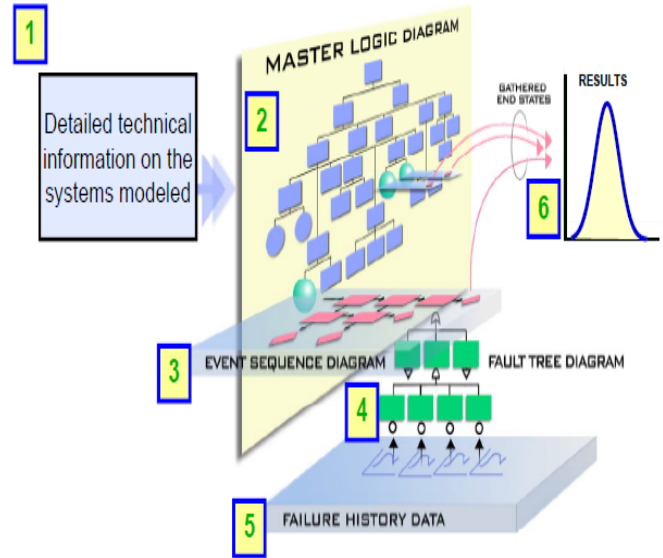 1
MASTER LOGIC DIAGRAM
Detailed technical
information on the
systems modeled
2
GATHERED
END STATES
RESULTS
6
3
EVENT SEQUENCE DIAGRAM
FAULT TREE DIAGRAM
4
5
FAILURE HISTORY DATA